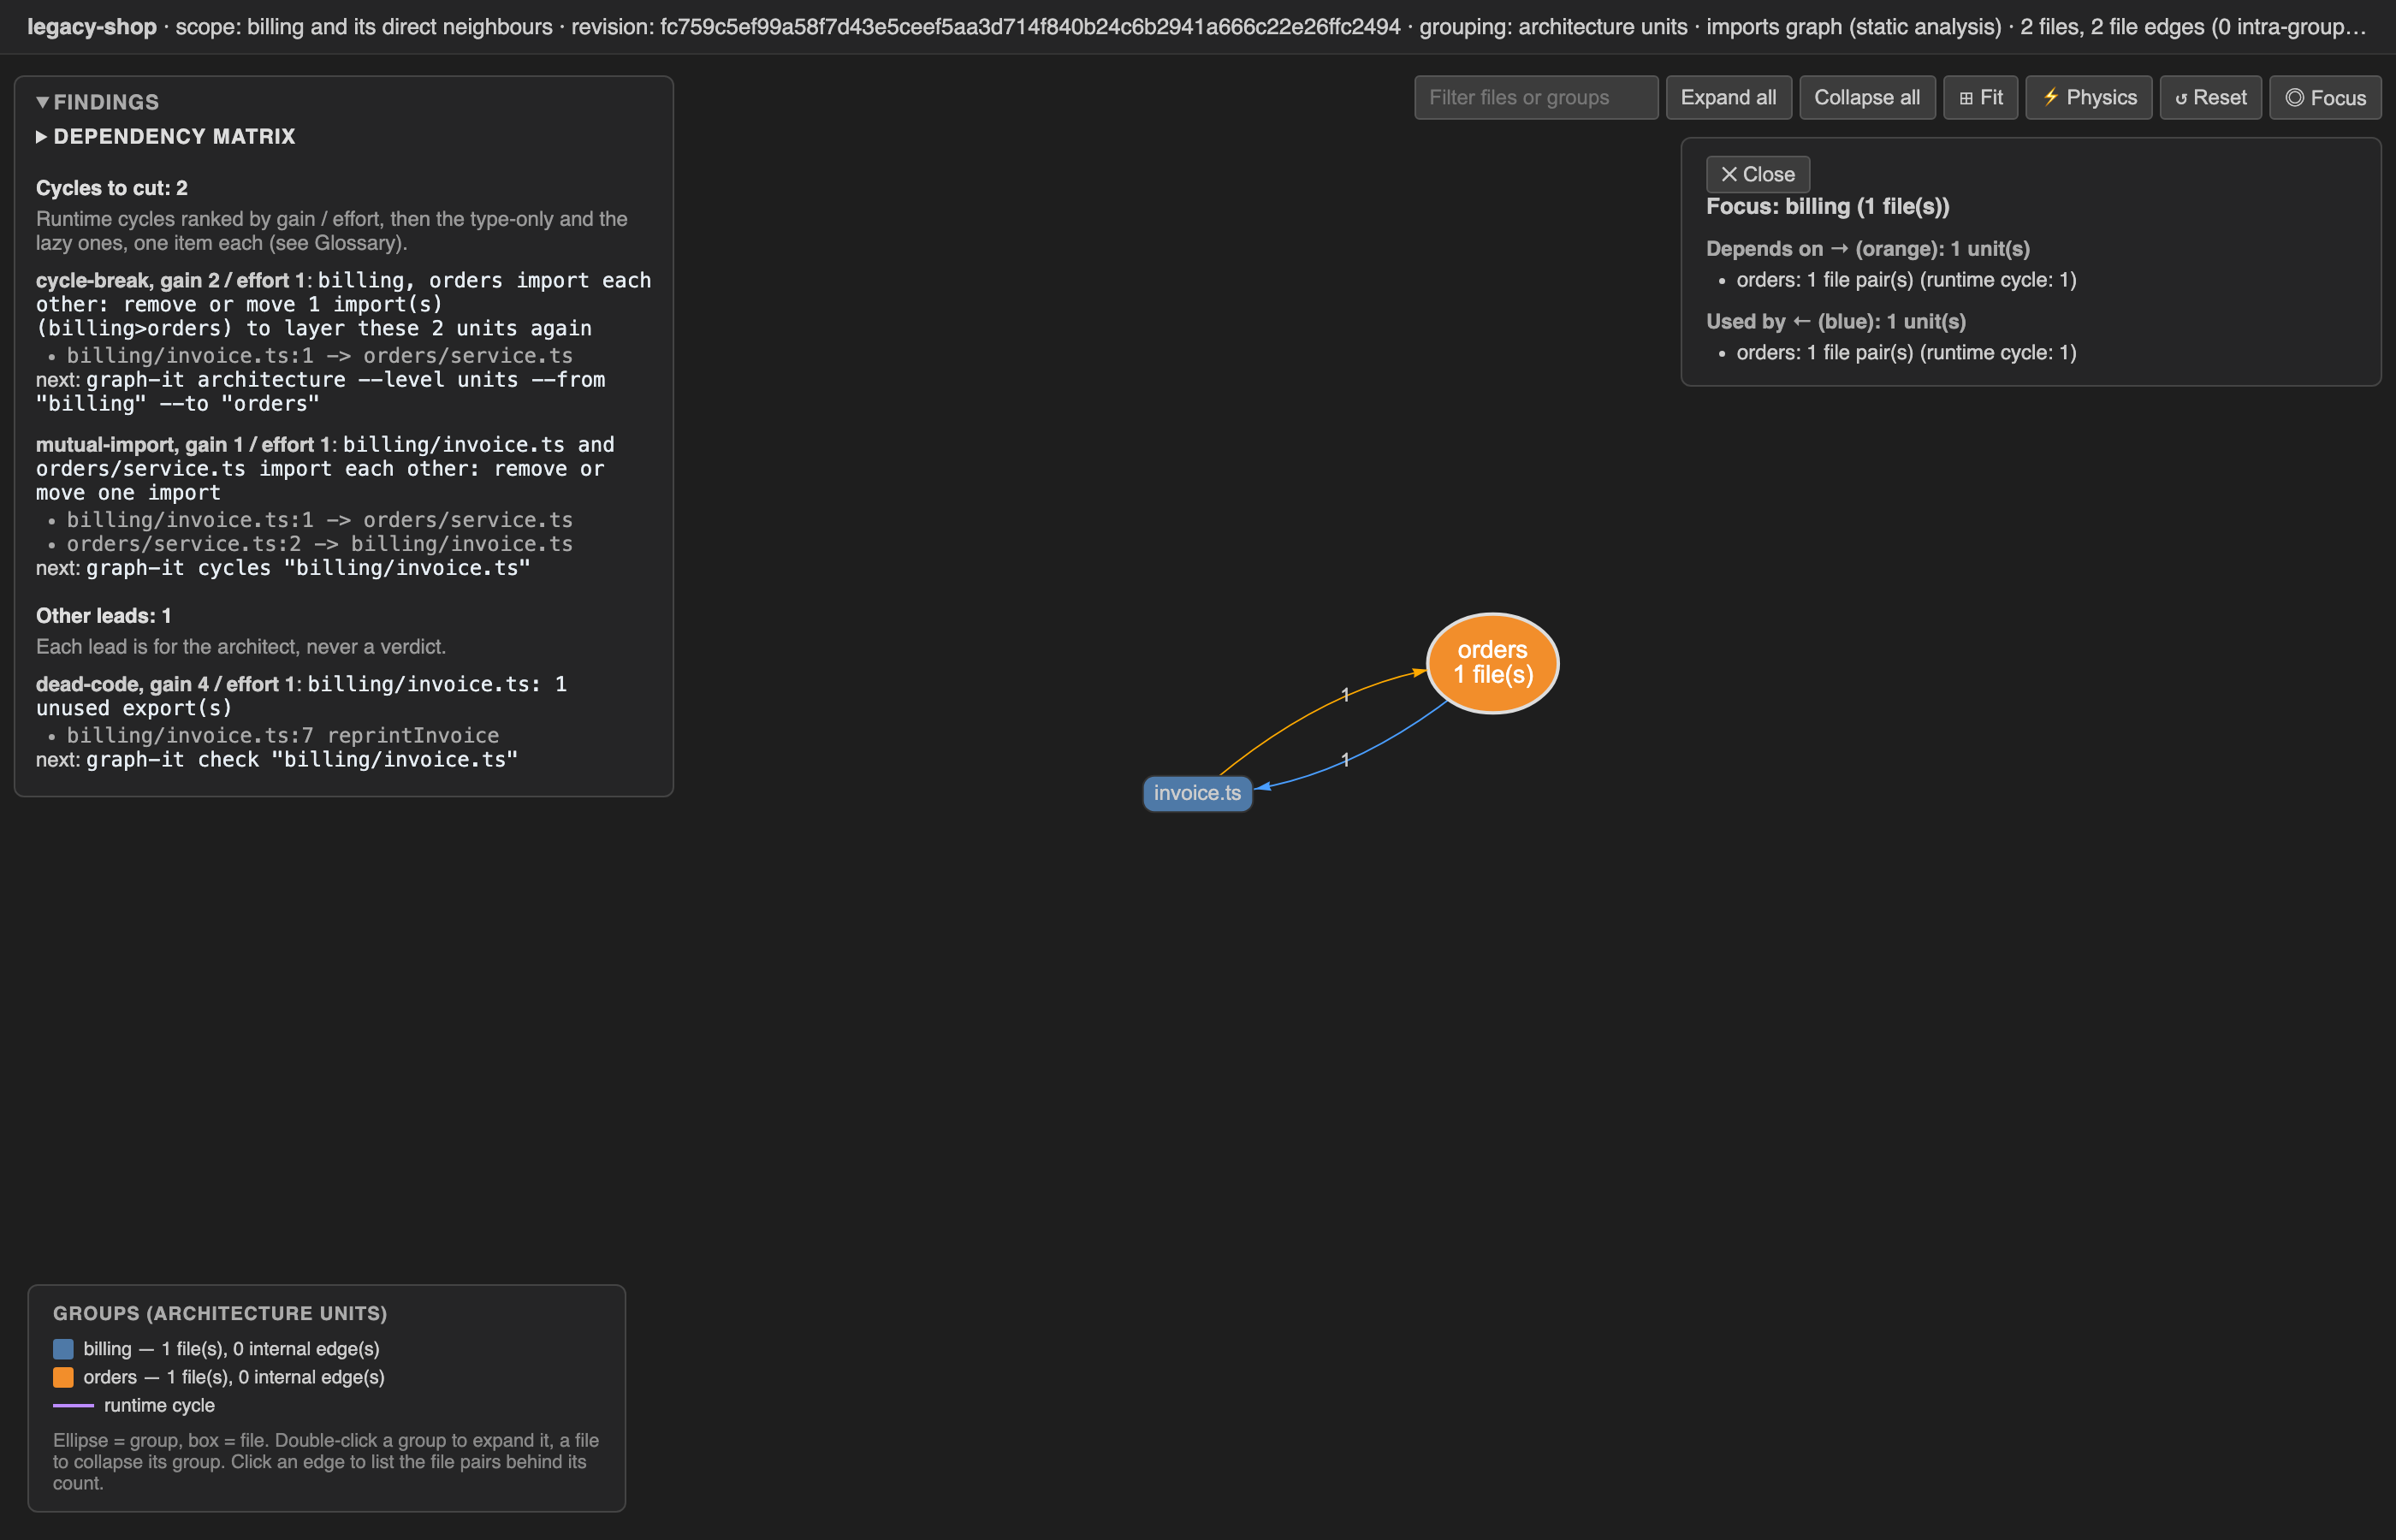 legacy-shop · scope: billing and its direct neighbours · revision: fc759c5ef99a58f7d43e5ceef5aa3d714f840b24c6b2941a666c22e26ffc2494 · grouping: architecture units · imports graph (static analysis) · 2 files, 2 file edges (0 intra-group…
▼FINDINGS
▶DEPENDENCY MATRIX
Cycles to cut: 2
Runtime cycles ranked by gain / effort, then the type-only and the
lazy ones, one item each (see Glossary).
cycle-break, gain 2 / effort 1: billing, orders import each
other: remove or move 1 import(s)
(billing>orders) to layer these 2 units again
• billing/invoice.ts:1 -> orders/service.ts
next: graph-it architecture --level units --from
"billing" --to "orders"
mutual-import, gain 1 / effort 1: billing/invoice.ts and
orders/service.ts import each other: remove or
move one import
• billing/invoice.ts:1 -> orders/service.ts
• orders/service.ts:2 -> billing/invoice.ts
next: graph-it cycles "billing/invoice.ts"
Other leads: 1
Each lead is for the architect, never a verdict.
dead-code, gain 4 / effort 1: billing/invoice.ts: 1
unused export(s)
• billing/invoice.ts:7 reprintInvoice
next: graph-it check "billing/invoice.ts"
Filter files or groups
Expand all
Collapse all
⊞ Fit
⚡ Physics
↺ Reset
◎ Focus
✕ Close
Focus: billing (1 file(s))
Depends on → (orange): 1 unit(s)
• orders: 1 file pair(s) (runtime cycle: 1)
Used by ← (blue): 1 unit(s)
• orders: 1 file pair(s) (runtime cycle: 1)
orders
1 file(s)
1
1
invoice.ts
GROUPS (ARCHITECTURE UNITS)
billing — 1 file(s), 0 internal edge(s)
orders — 1 file(s), 0 internal edge(s)
runtime cycle
Ellipse = group, box = file. Double-click a group to expand it, a file
to collapse its group. Click an edge to list the file pairs behind its
count.